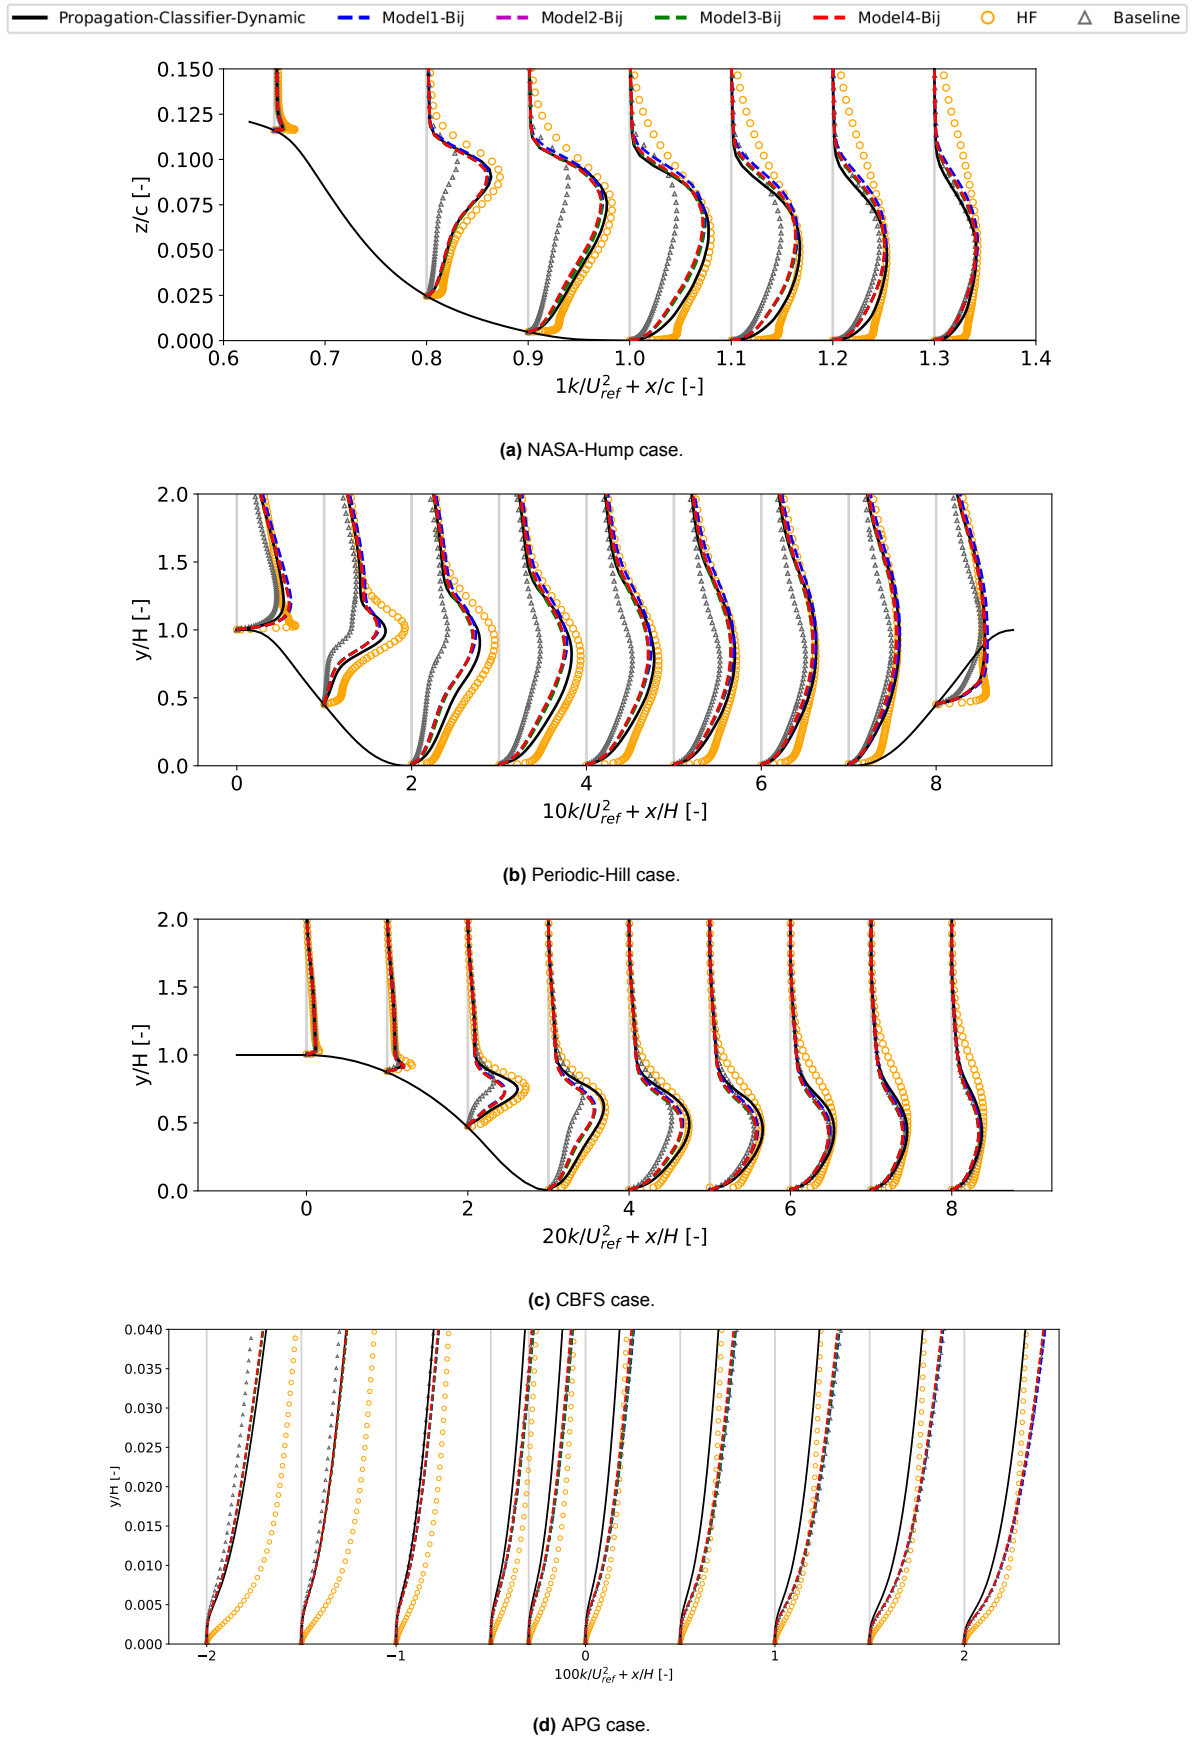 Propagation-Classifier-Dynamic Model1-Bij Model2-Bij Model3-Bij Model4-Bij HF Baseline
0.150
0.125
0.100
0.075
0.050
0.025
0.000
z/c [-]
0.6 0.7 0.8 0.9 1.0 1.1 1.2 1.3 1.4
1k/U²ref + x/c [-]
(a) NASA-Hump case.
2.0
1.5
1.0
0.5
0.0
y/H [-]
0 2 4 6 8
10k/U²ref + x/H [-]
(b) Periodic-Hill case.
2.0
1.5
1.0
0.5
0.0
y/H [-]
0 2 4 6 8
20k/U²ref + x/H [-]
(c) CBFS case.
0.040
0.035
0.030
0.025
0.020
0.015
0.010
0.005
0.000
y/H [-]
−2 −1 0 1 2
100k/U²ref + x/H [-]
(d) APG case.